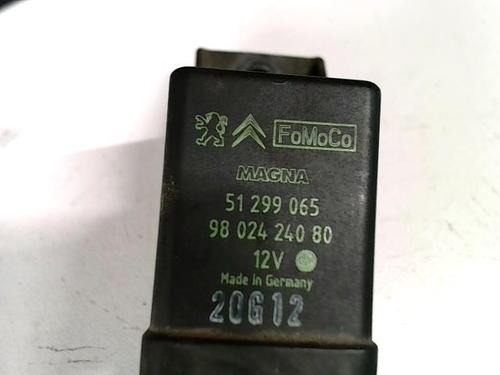 FoMoCo
MAGNA
51 299 065
98 024 240 80
12V
Made in Germany
20G12